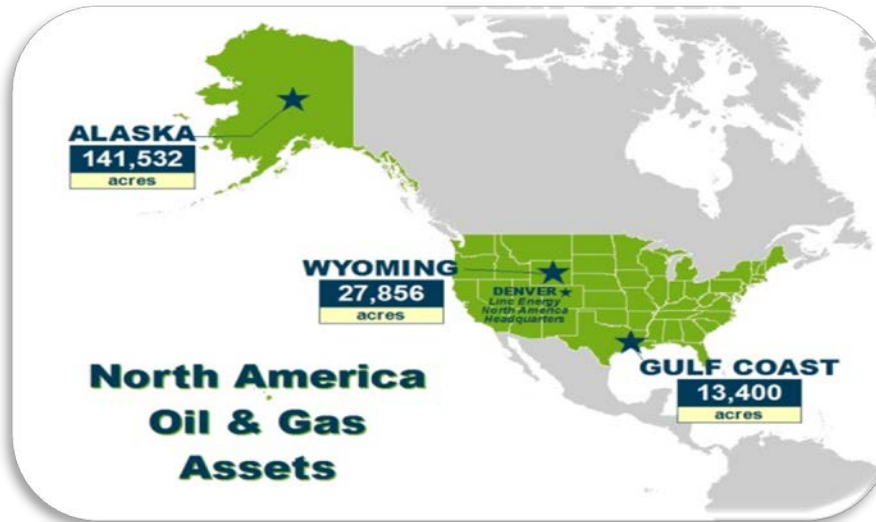 ALASKA
141,532
acres
WYOMING
27,856
acres
DENVER
Linc Energy
North America
Headquarters
GULF COAST
13,400
acres
North America
Oil & Gas
Assets